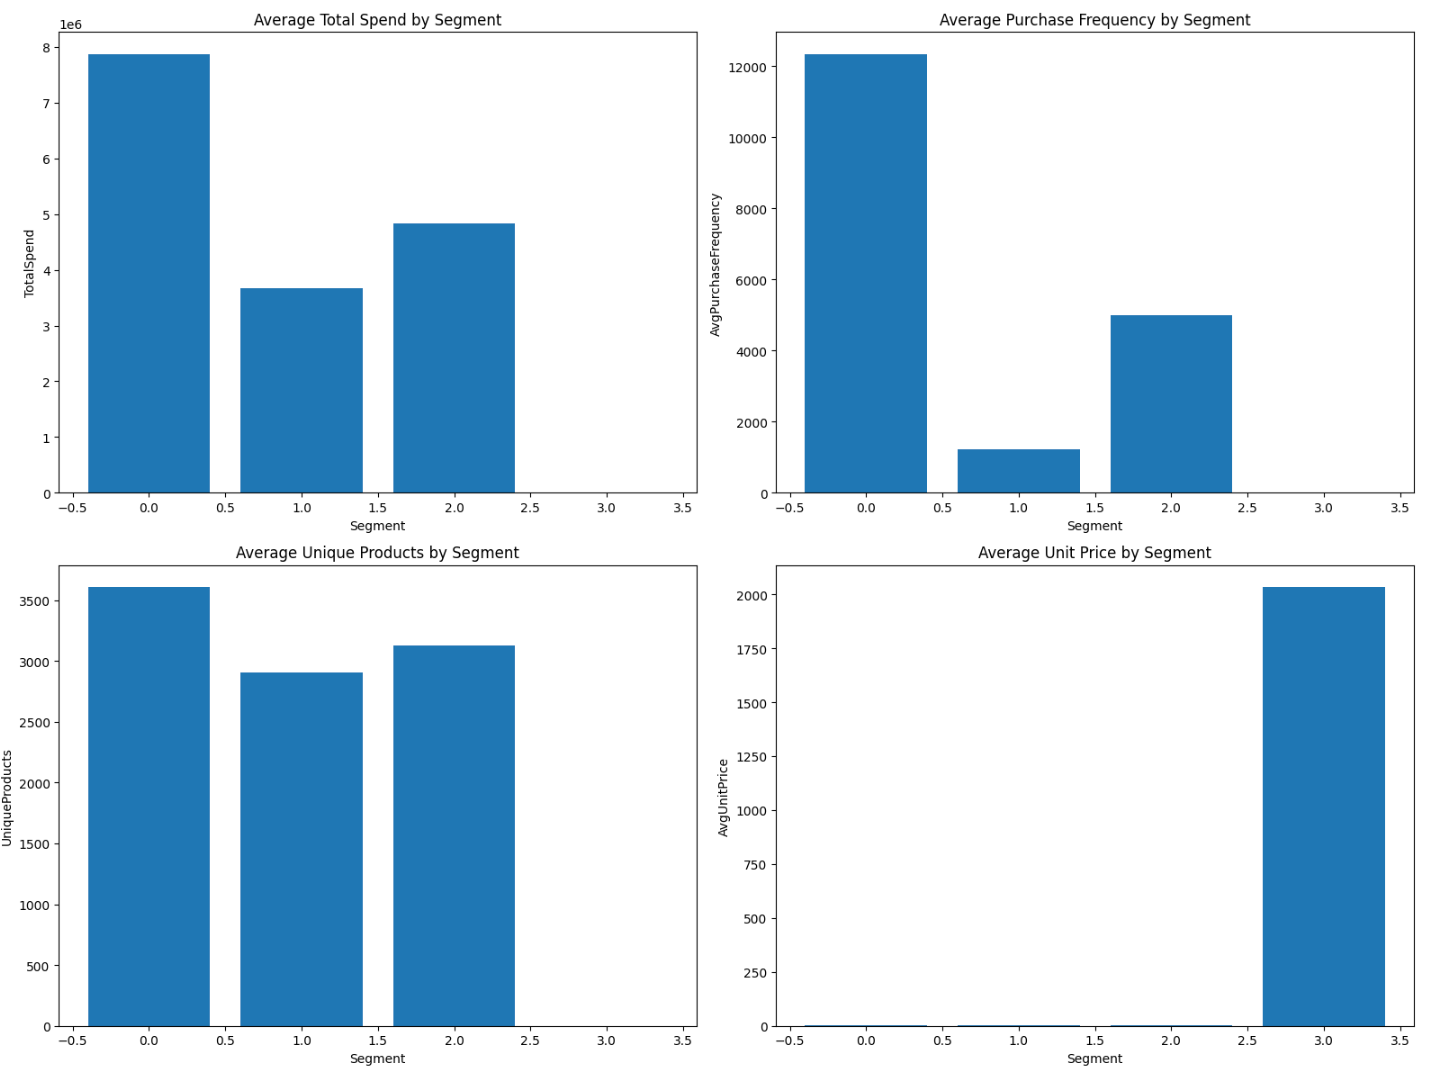 Average Total Spend by Segment
1e6
8
7
6
5
4
3
2
1
0
TotalSpend
−0.5 0.0 0.5 1.0 1.5 2.0 2.5 3.0 3.5
Segment
Average Purchase Frequency by Segment
12000
10000
8000
6000
4000
2000
0
AvgPurchaseFrequency
−0.5 0.0 0.5 1.0 1.5 2.0 2.5 3.0 3.5
Segment
Average Unique Products by Segment
3500
3000
2500
2000
1500
1000
500
0
UniqueProducts
−0.5 0.0 0.5 1.0 1.5 2.0 2.5 3.0 3.5
Segment
Average Unit Price by Segment
2000
1750
1500
1250
1000
750
500
250
0
AvgUnitPrice
−0.5 0.0 0.5 1.0 1.5 2.0 2.5 3.0 3.5
Segment